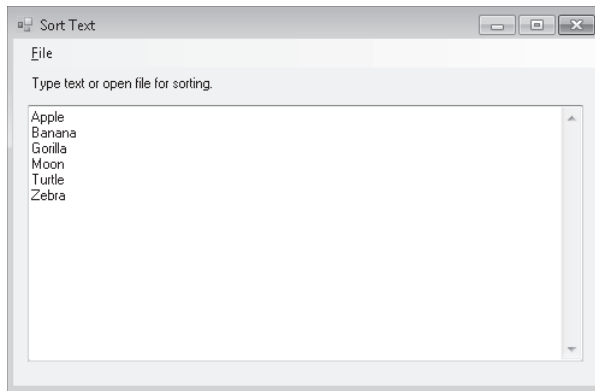 Sort Text
File
Type text or open file for sorting.
Apple
Banana
Gorilla
Moon
Turtle
Zebra